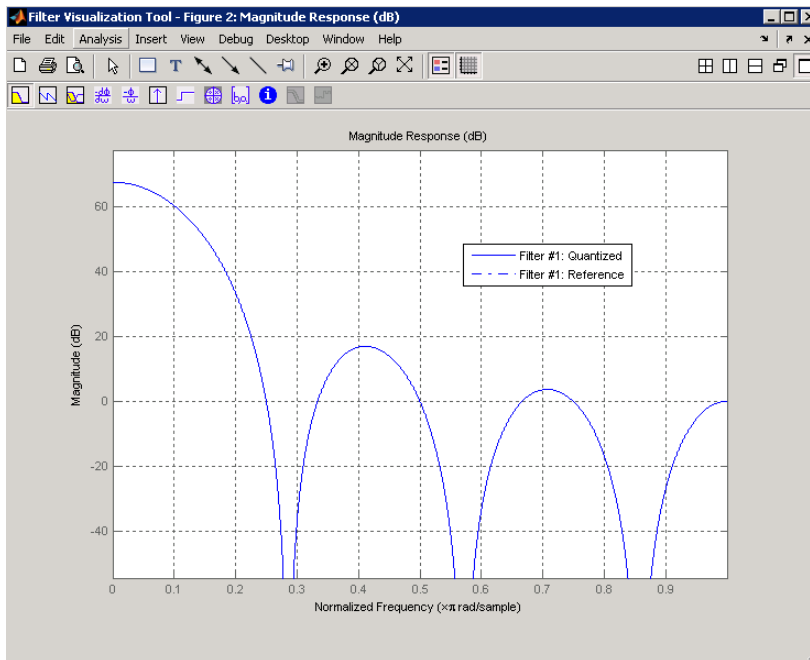 Filter Visualization Tool - Figure 2: Magnitude Response (dB)
File Edit Analysis Insert View Debug Desktop Window Help
T
[b,a]
i
Magnitude Response (dB)
Filter #1: Quantized
Filter #1: Reference
Magnitude (dB)
60
40
20
0
-20
-40
0 0.1 0.2 0.3 0.4 0.5 0.6 0.7 0.8 0.9
Normalized Frequency (×π rad/sample)